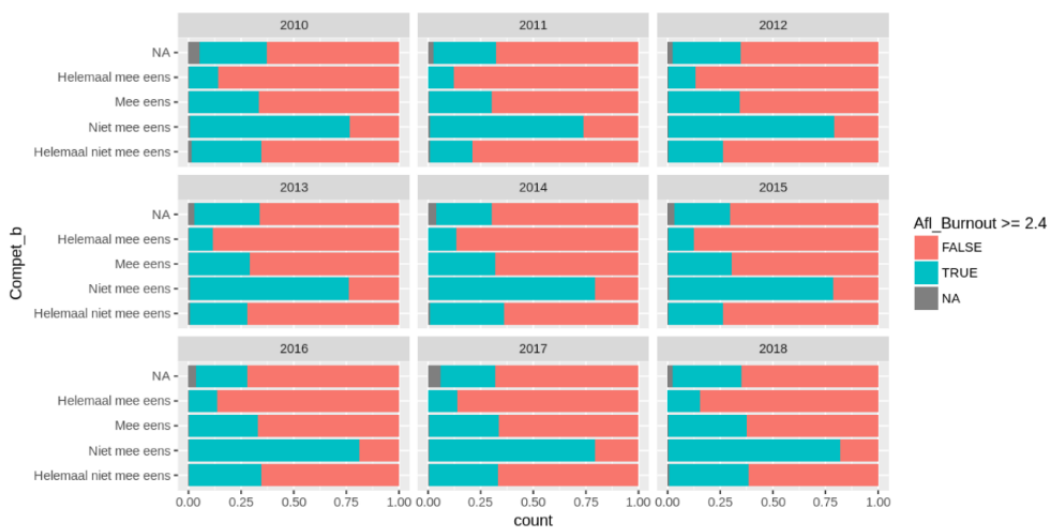 2010
2011
2012
NA
Helemaal mee eens
Mee eens
Niet mee eens
Helemaal niet mee eens
2013
2014
2015
NA
Helemaal mee eens
Mee eens
Niet mee eens
Helemaal niet mee eens
2016
2017
2018
NA
Helemaal mee eens
Mee eens
Niet mee eens
Helemaal niet mee eens
0.00 0.25 0.50 0.75 1.00
0.00 0.25 0.50 0.75 1.00
0.00 0.25 0.50 0.75 1.00
count
Compet_b
Afl_Burnout >= 2.4
FALSE
TRUE
NA